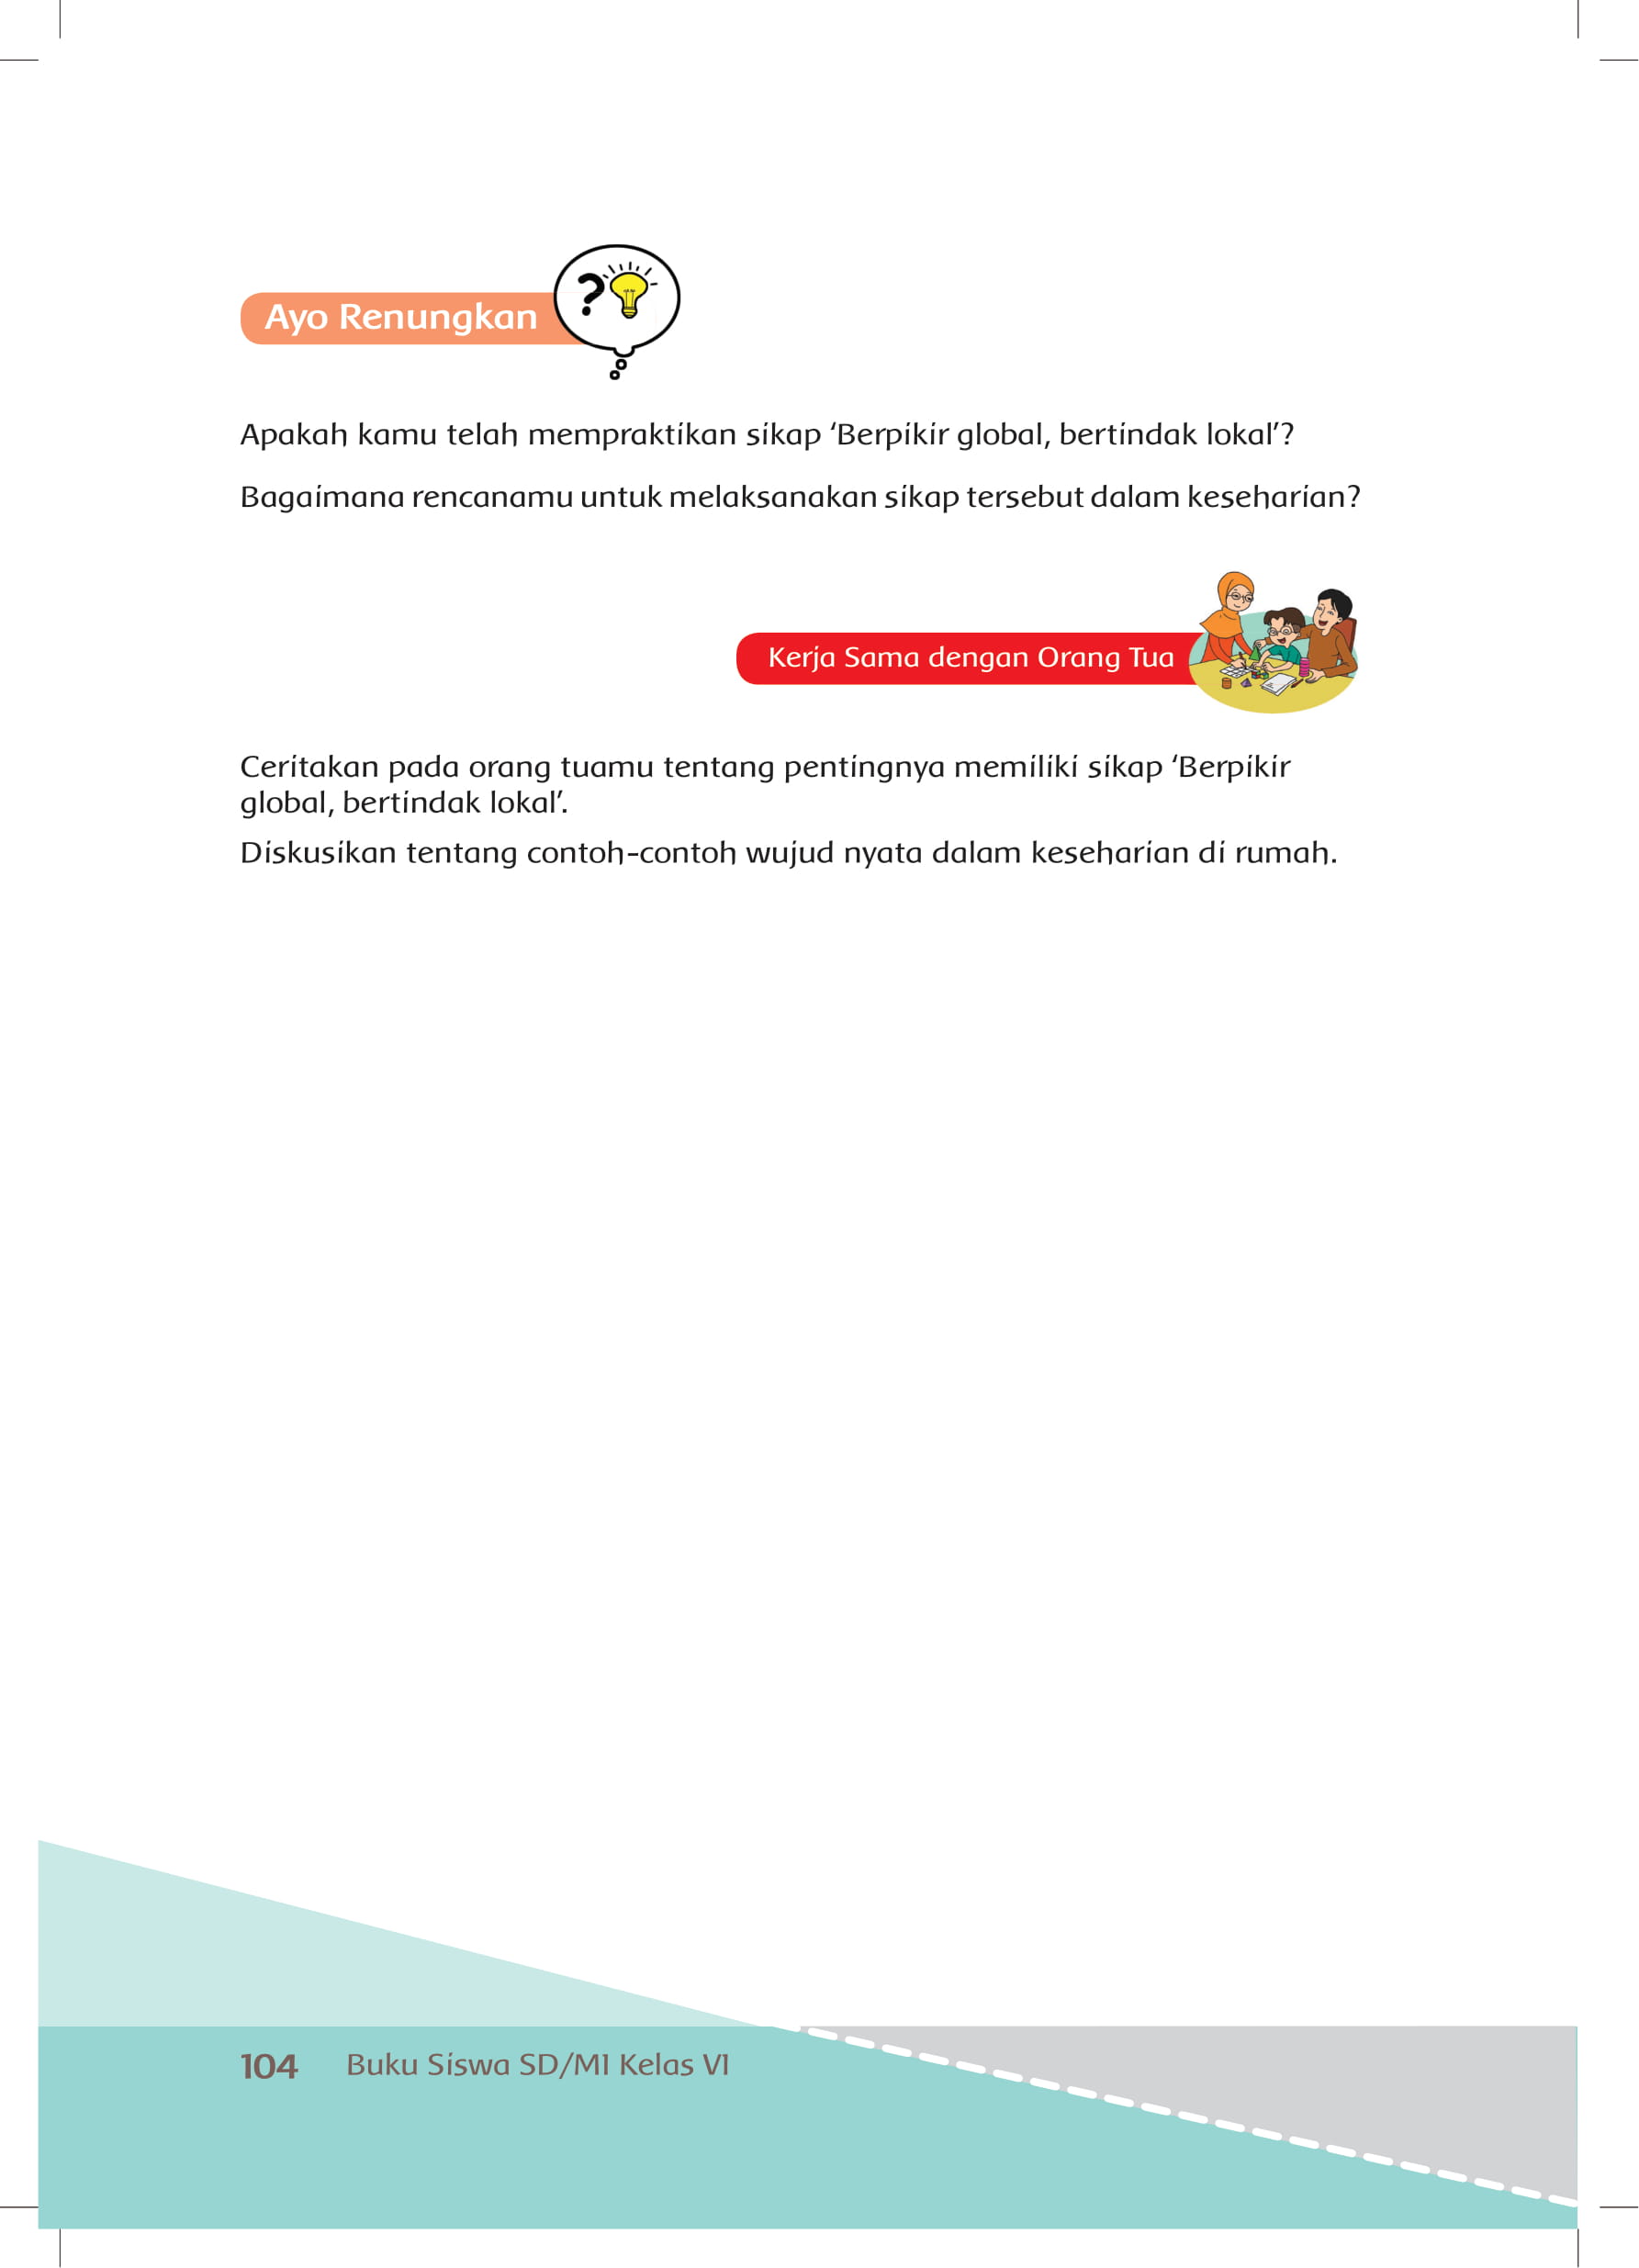 Ayo Renungkan
Apakah kamu telah mempraktikan sikap ‘Berpikir global, bertindak lokal’?
Bagaimana rencanamu untuk melaksanakan sikap tersebut dalam keseharian?
Kerja Sama dengan Orang Tua
Ceritakan pada orang tuamu tentang pentingnya memiliki sikap ‘Berpikir
global, bertindak lokal’.
Diskusikan tentang contoh-contoh wujud nyata dalam keseharian di rumah.
104 Buku Siswa SD/MI Kelas VI